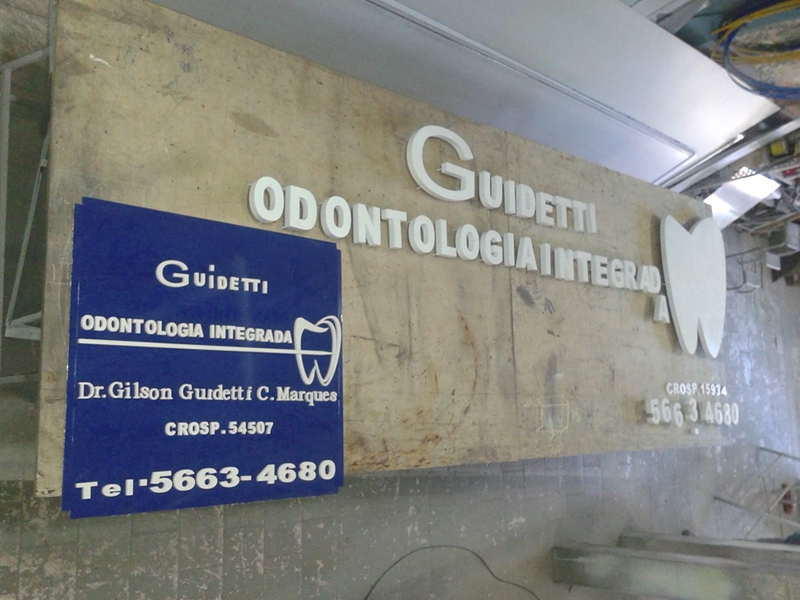 GUIDETTI
ODONTOLOGIA INTEGRADA
Dr.Gilson Guidetti C. Marques
CROSP.54507
Tel·5663-4680
GUIDETTI
ODONTOLOGIA INTEGRAD
A
CROSP.15934
5663 4680